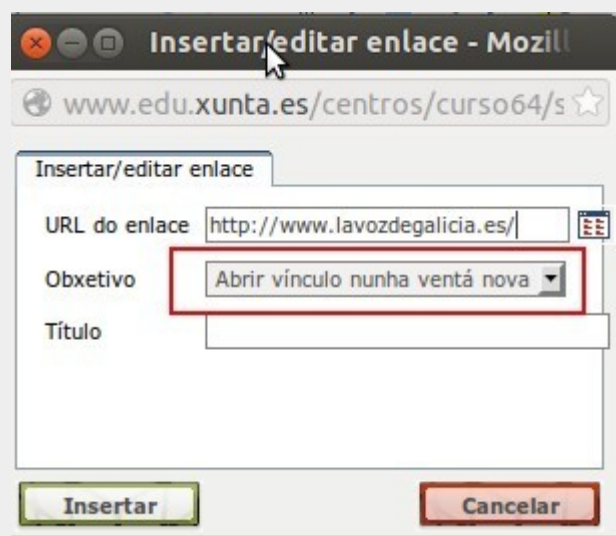 Insertar/editar enlace - Mozill
www.edu.xunta.es/centros/curso64/s
Insertar/editar enlace
URL do enlace http://www.lavozdegalicia.es/
Obxetivo Abrir vínculo nunha ventá nova
Título
Insertar Cancelar